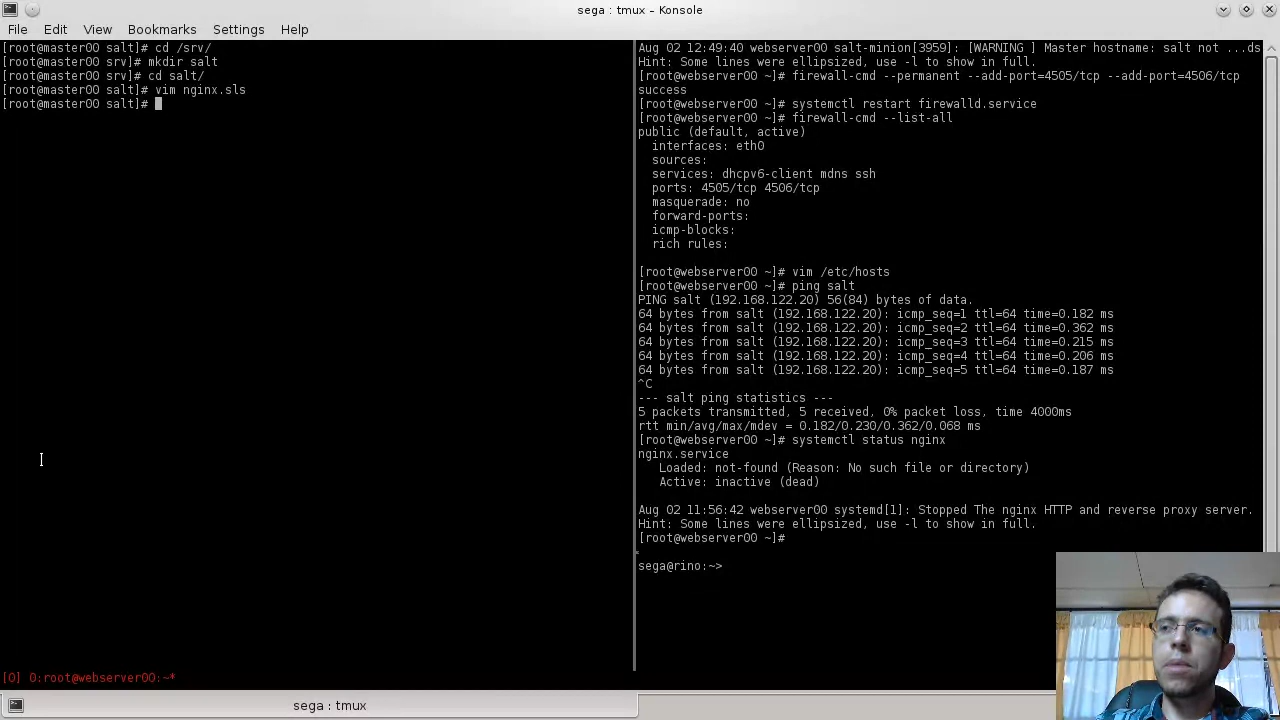 sega : tmux – Konsole
File Edit View Bookmarks Settings Help
[root@master00 salt]# cd /srv/
[root@master00 srv]# mkdir salt
[root@master00 srv]# cd salt/
[root@master00 salt]# vim nginx.sls
[root@master00 salt]#
Aug 02 12:49:40 webserver00 salt-minion[3959]: [WARNING ] Master hostname: salt not ...ds
Hint: Some lines were ellipsized, use -l to show in full.
[root@webserver00 ~]# firewall-cmd --permanent --add-port=4505/tcp --add-port=4506/tcp
success
[root@webserver00 ~]# systemctl restart firewalld.service
[root@webserver00 ~]# firewall-cmd --list-all
public (default, active)
interfaces: eth0
sources:
services: dhcpv6-client mdns ssh
ports: 4505/tcp 4506/tcp
masquerade: no
forward-ports:
icmp-blocks:
rich rules:
[root@webserver00 ~]# vim /etc/hosts
[root@webserver00 ~]# ping salt
PING salt (192.168.122.20) 56(84) bytes of data.
64 bytes from salt (192.168.122.20): icmp_seq=1 ttl=64 time=0.182 ms
64 bytes from salt (192.168.122.20): icmp_seq=2 ttl=64 time=0.362 ms
64 bytes from salt (192.168.122.20): icmp_seq=3 ttl=64 time=0.215 ms
64 bytes from salt (192.168.122.20): icmp_seq=4 ttl=64 time=0.206 ms
64 bytes from salt (192.168.122.20): icmp_seq=5 ttl=64 time=0.187 ms
^C
--- salt ping statistics ---
5 packets transmitted, 5 received, 0% packet loss, time 4000ms
rtt min/avg/max/mdev = 0.182/0.230/0.362/0.068 ms
[root@webserver00 ~]# systemctl status nginx
nginx.service
Loaded: not-found (Reason: No such file or directory)
Active: inactive (dead)
Aug 02 11:56:42 webserver00 systemd[1]: Stopped The nginx HTTP and reverse proxy server.
Hint: Some lines were ellipsized, use -l to show in full.
[root@webserver00 ~]#
sega@rino:~>
[0] 0:root@webserver00:~*
sega : tmux